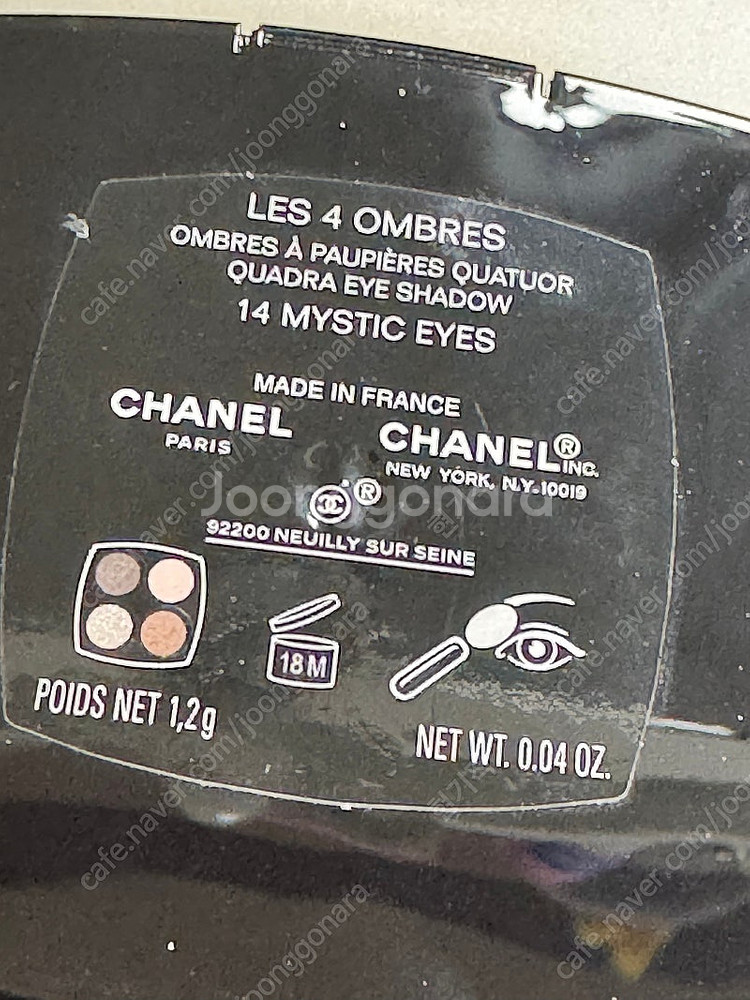 LES 4 OMBRES
OMBRES À PAUPIÈRES QUATUOR
QUADRA EYE SHADOW
14 MYSTIC EYES
MADE IN FRANCE
CHANEL
PARIS
CHANEL® INC.
NEW YORK, N.Y.10019
®
Joonggonara
92200 NEUILLY SUR SEINE
18M
POIDS NET 1,2g
NET WT. 0.04 OZ.
cafe.naver.com/joonggonara